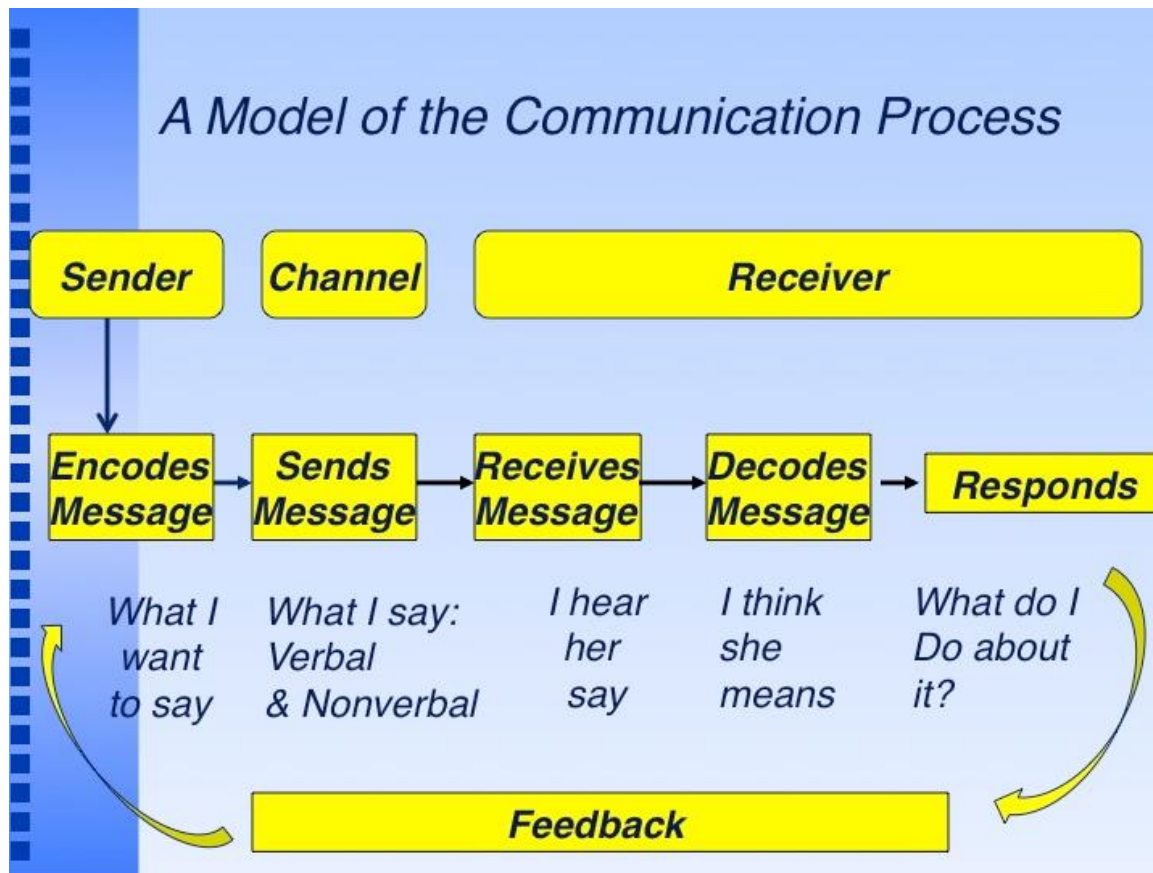 A Model of the Communication Process
Sender
Channel
Receiver
Encodes
Message
Sends
Message
Receives
Message
Decodes
Message
Responds
What I
want
to say
What I say:
Verbal
& Nonverbal
I hear
her
say
I think
she
means
What do I
Do about
it?
Feedback